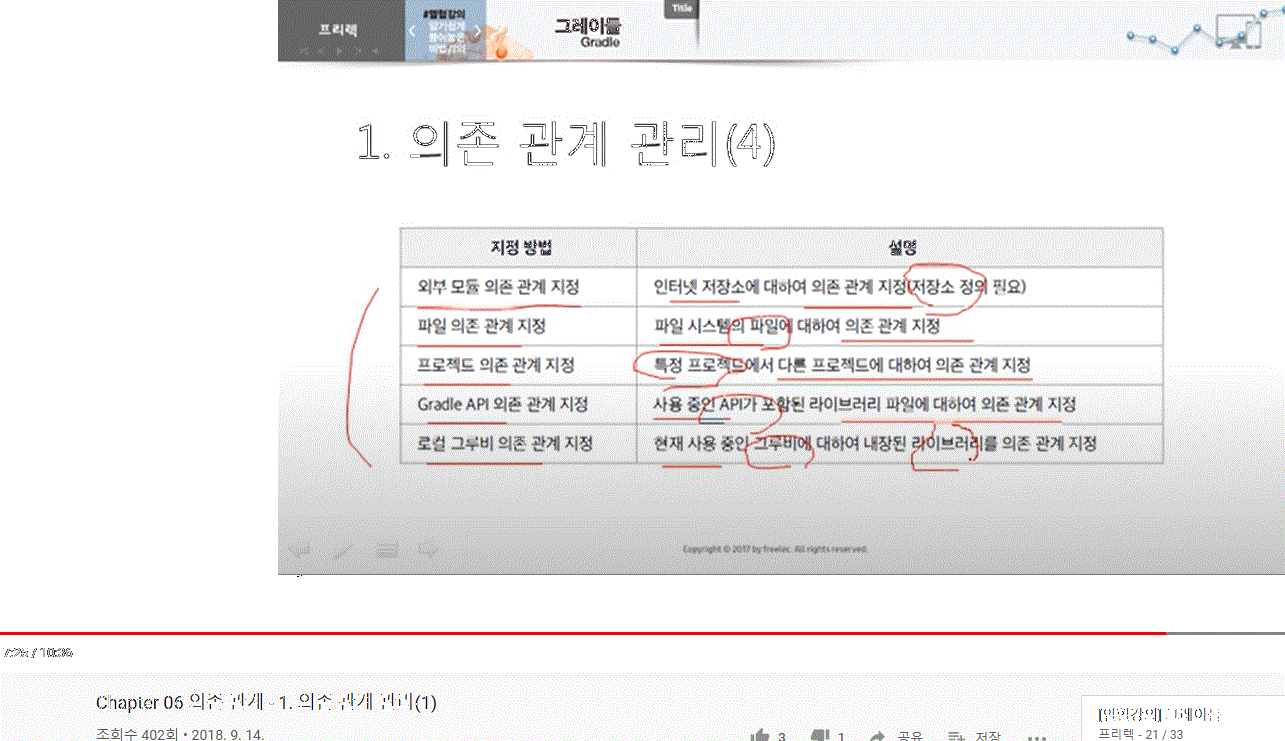 프리렉
#열혈강의
Title
그레이들
Gradle
1. 의존 관계 관리(4)
지정 방법 설명
외부 모듈 의존 관계 지정 인터넷 저장소에 대하여 의존 관계 지정(저장소 정의 필요)
파일 의존 관계 지정 파일 시스템의 파일에 대하여 의존 관계 지정
프로젝트 의존 관계 지정 특정 프로젝트에서 다른 프로젝트에 대하여 의존 관계 지정
Gradle API 의존 관계 지정 사용 중인 API가 포함된 라이브러리 파일에 대하여 의존 관계 지정
로컬 그루비 의존 관계 지정 현재 사용 중인 그루비에 대하여 내장된 라이브러리를 의존 관계 지정
Copyright © 2017 by freelec. All rights reserved.
7:25 / 10:36
Chapter 06 의존 관계 - 1. 의존 관계 관리(1)
조회수 402회 • 2018. 9. 14.
3 1 공유 저장
[열혈강의] 그레이들
프리렉 - 21 / 33